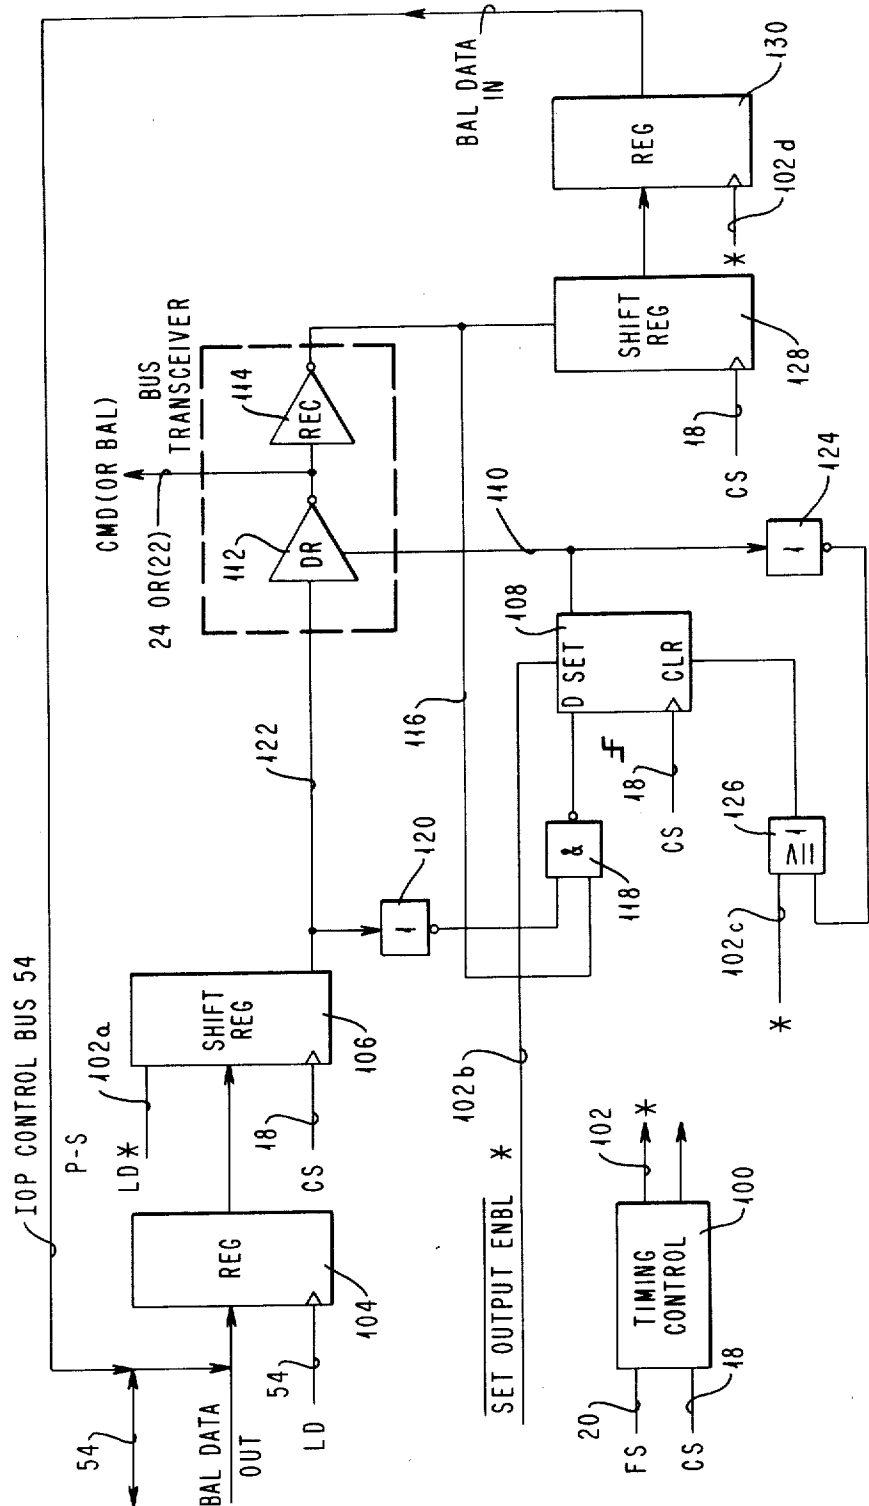 IOP CONTROL BUS 54
54
BAL DATA
OUT
54
LD
REG
104
P-S
LD*
102a
SHIFT
REG
18
CS
106
122
120
1
24 OR(22)
CMD(OR BAL)
BUS
TRANSCEIVER
112
DR
114
REC
116
110
BAL DATA
IN
SET OUTPUT ENBL *
102b
&
118
D SET
108
CLR
18
CS
1
124
102c
*
≥1
126
SHIFT
REG
18
CS
128
REG
130
*
102d
FS
20
CS
18
TIMING
CONTROL
100
102
*